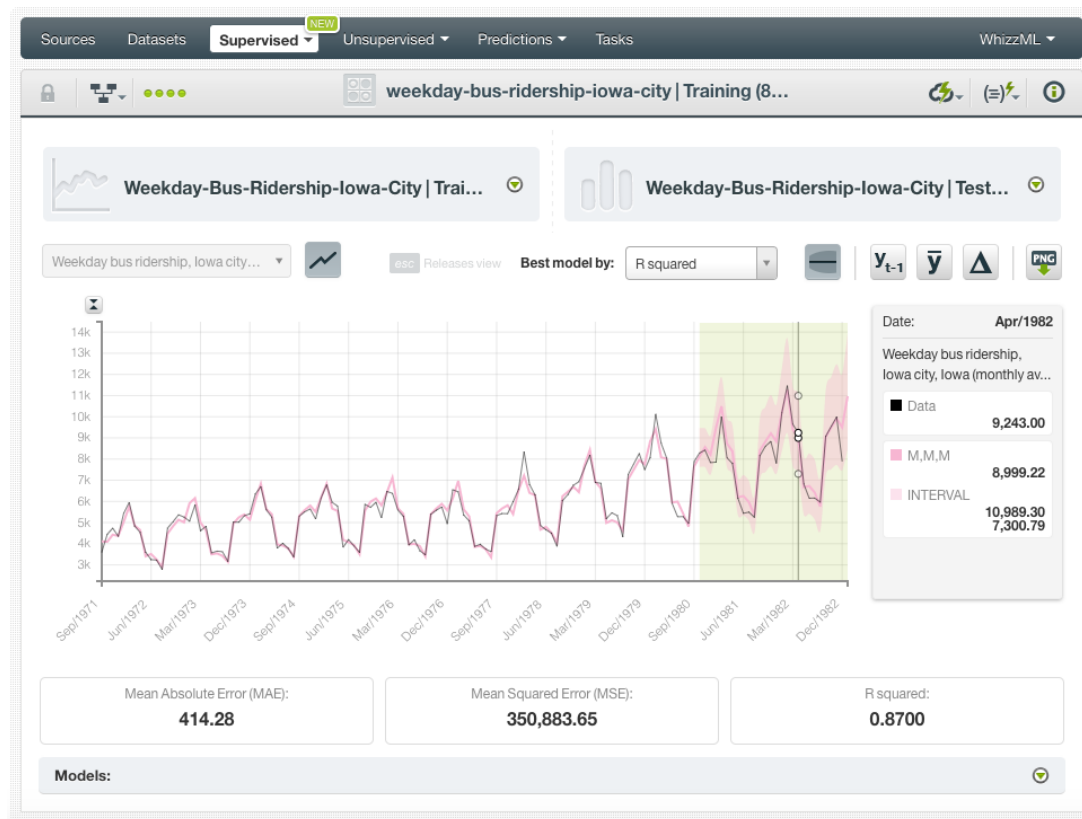 NEW
Sources Datasets Supervised Unsupervised Predictions Tasks WhizzML
weekday-bus-ridership-iowa-city | Training (8...
Weekday-Bus-Ridership-Iowa-City | Trai...
Weekday-Bus-Ridership-Iowa-City | Test...
Weekday bus ridership, Iowa city... esc Releases view Best model by: R squared yt-1 y̅ Δ PNG
14k
13k
12k
11k
10k
9k
8k
7k
6k
5k
4k
3k
Sep/1971 Jun/1972 Mar/1973 Dec/1973 Sep/1974 Jun/1975 Mar/1976 Dec/1976 Sep/1977 Jun/1978 Mar/1979 Dec/1979 Sep/1980 Jun/1981 Mar/1982 Dec/1982
Date: Apr/1982
Weekday bus ridership,
Iowa city, Iowa (monthly av...
Data
9,243.00
M,M,M
8,999.22
INTERVAL
10,989.30
7,300.79
Mean Absolute Error (MAE):
414.28
Mean Squared Error (MSE):
350,883.65
R squared:
0.8700
Models: